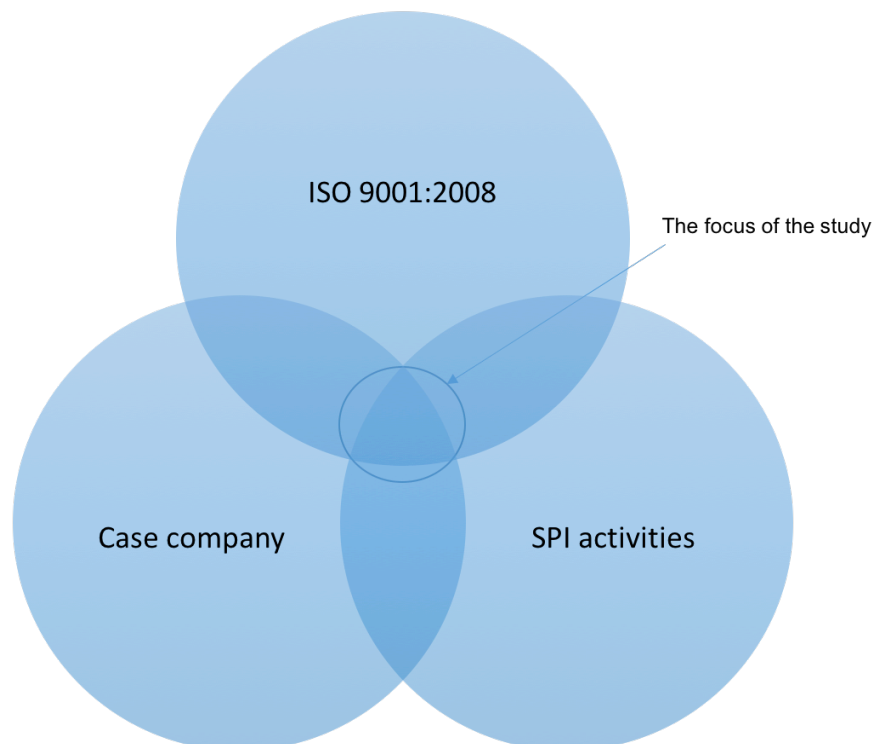 ISO 9001:2008
The focus of the study
Case company
SPI activities